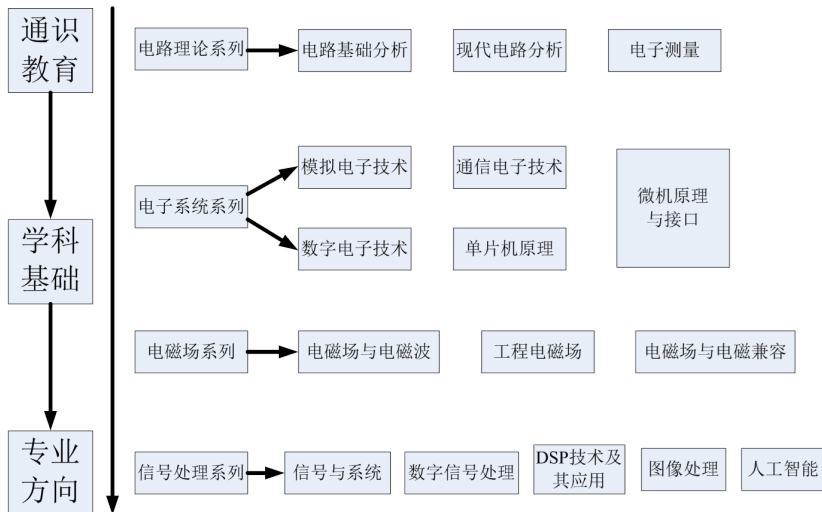 通识
教育
电路理论系列
电路基础分析
现代电路分析
电子测量
模拟电子技术
通信电子技术
微机原理
与接口
电子系统系列
数字电子技术
单片机原理
学科
基础
电磁场系列
电磁场与电磁波
工程电磁场
电磁场与电磁兼容
专业
方向
信号处理系列
信号与系统
数字信号处理
DSP技术及
其应用
图像处理
人工智能